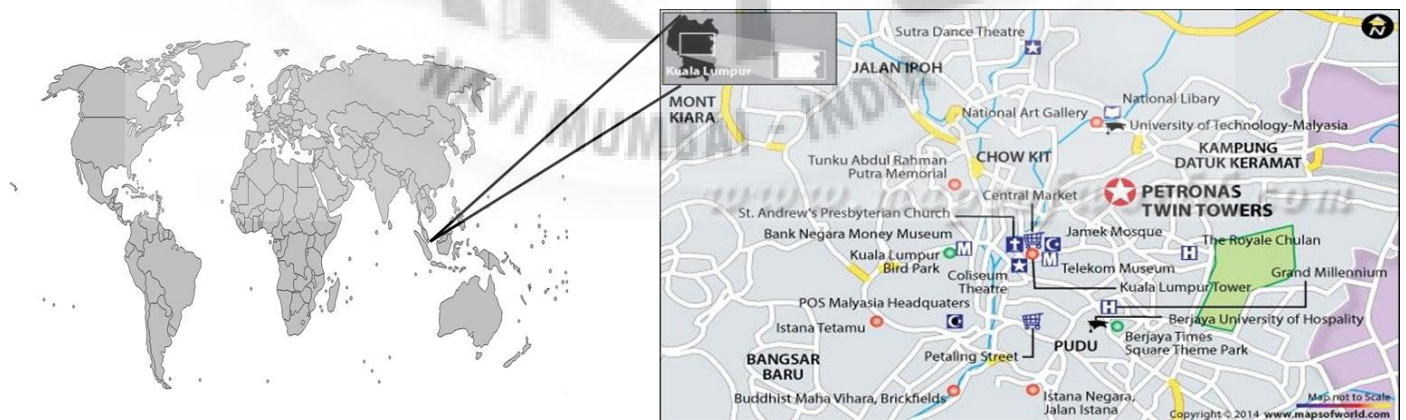 NAVI MUMBAI - INDIA
Kuala Lumpur
N
Sutra Dance Theatre
JALAN IPOH
MONT
KIARA
National Art Gallery
National Libary
University of Technology-Malyasia
KAMPUNG
DATUK KERAMAT
CHOW KIT
Tunku Abdul Rahman
Putra Memorial
Central Market
PETRONAS
TWIN TOWERS
St. Andrew's Presbyterian Church
Bank Negara Money Museum
M
Jamek Mosque
H
The Royale Chulan
Kuala Lumpur
Bird Park
Coliseum
Theatre
M
Telekom Museum
Grand Millennium
Kuala Lumpur Tower
POS Malyasia Headquaters
H
Istana Tetamu
Berjaya University of Hospality
Berjaya Times
Square Theme Park
Petaling Street
PUDU
BANGSAR
BARU
Buddhist Maha Vihara, Brickfields
Istana Negara,
Jalan Istana
Map not to Scale
Copyright © 2014 www.mapsofworld.com